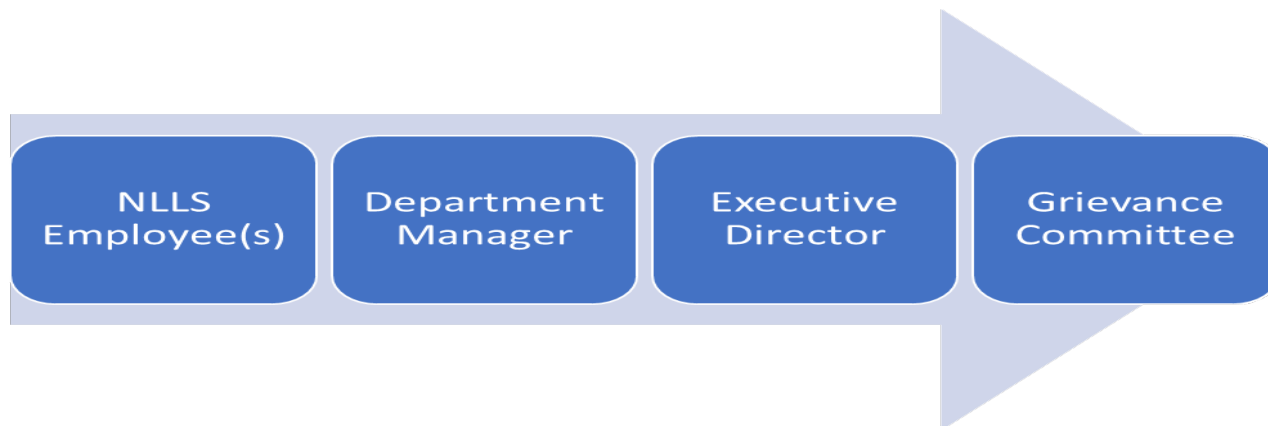 NLLS
Employee(s)
Department
Manager
Executive
Director
Grievance
Committee